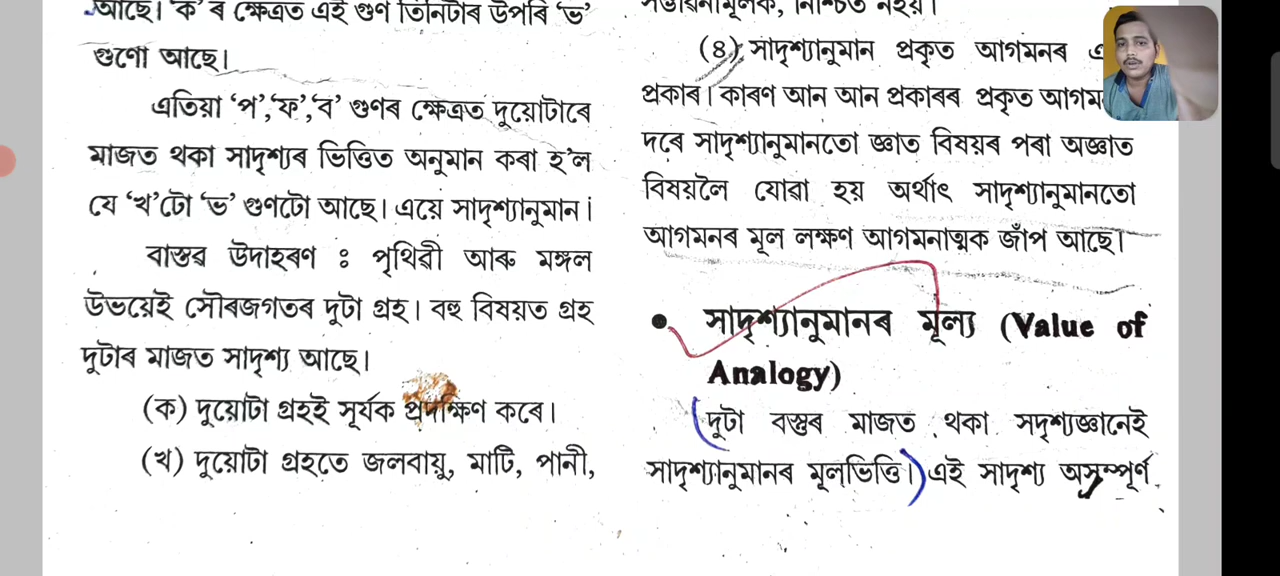 আছে। 'ক' ৰ ক্ষেত্ৰত এই গুণ তিনিটাৰ উপৰি 'ভ'
গুণো আছে।
এতিয়া 'প','ফ','ব' গুণৰ ক্ষেত্ৰত দুয়োটাৰে
মাজত থকা সাদৃশ্যৰ ভিত্তিত অনুমান কৰা হ'ল
যে 'খ'টো 'ভ' গুণটো আছে। এয়ে সাদৃশ্যানুমান।
বাস্তৱ উদাহৰণ ঃ পৃথিৱী আৰু মঙ্গল
উভয়েই সৌৰজগতৰ দুটা গ্ৰহ। বহু বিষয়ত গ্ৰহ
দুটাৰ মাজত সাদৃশ্য আছে।
(ক) দুয়োটা গ্ৰহই সূৰ্যক প্ৰদক্ষিণ কৰে।
(খ) দুয়োটা গ্ৰহতে জলবায়ু, মাটি, পানী,
নিশ্চিত নহয়।
(৪) সাদৃশ্যানুমান প্ৰকৃত আগমনৰ
প্ৰকাৰ। কাৰণ আন আন প্ৰকাৰৰ প্ৰকৃত
দৰে সাদৃশ্যানুমানতো জ্ঞাত বিষয়ৰ পৰা অজ্ঞাত
বিষয়লৈ যোৱা হয় অৰ্থাৎ সাদৃশ্যানুমানতো
আগমনৰ মূল লক্ষণ আগমনাত্মক জাঁপ আছে।
• সাদৃশ্যানুমানৰ মূল্য (Value of
Analogy)
দুটা বস্তুৰ মাজত থকা সদৃশ্যজ্ঞানেই
সাদৃশ্যানুমানৰ মূলভিত্তি। এই সাদৃশ্য অসম্পূৰ্ণ